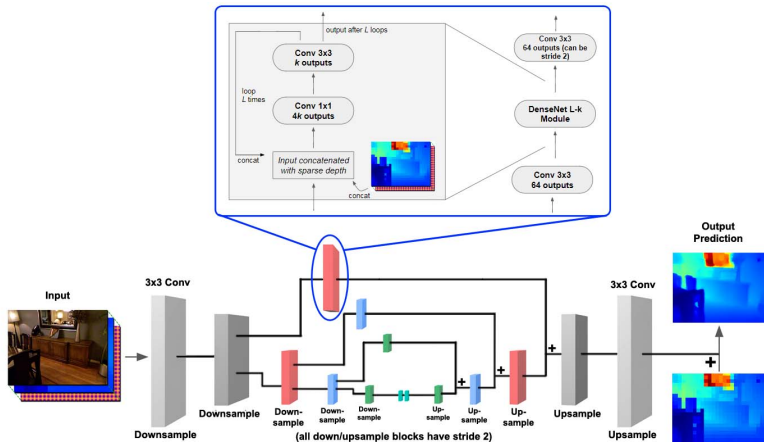 output after L loops
Conv 3x3
k outputs
loop
L times
Conv 1x1
4k outputs
concat
Input concatenated
with sparse depth
concat
Conv 3x3
64 outputs (can be
stride 2)
DenseNet L-k
Module
Conv 3x3
64 outputs
Output
Prediction
Input
3x3 Conv
3x3 Conv
+
+
+
+
Downsample
Downsample
Down-
sample
Down-
sample
Down-
sample
Up-
sample
Up-
sample
Up-
sample
Upsample
Upsample
(all down/upsample blocks have stride 2)